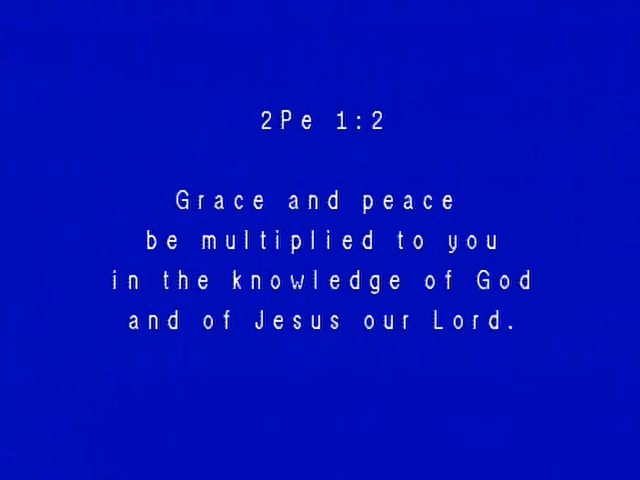 2Pe 1:2
Grace and peace
be multiplied to you
in the knowledge of God
and of Jesus our Lord.